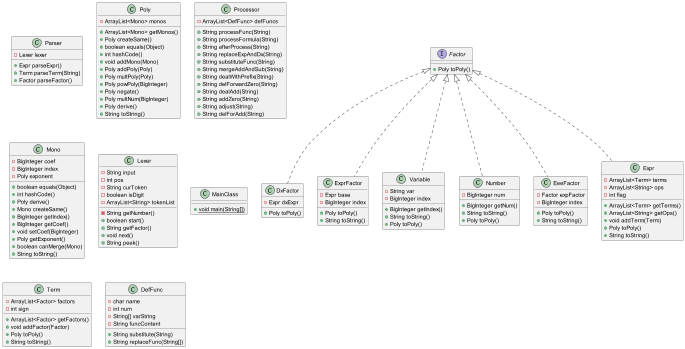 Parser
Lexer lexer
Expr parseExpr()
Term parseTerm(String)
Factor parseFactor()
Poly
ArrayList<Mono> monos
ArrayList<Mono> getMonos()
Poly createSame()
boolean equals(Object)
int hashCode()
void addMono(Mono)
Poly addPoly(Poly)
Poly multPoly(Poly)
Poly powPoly(BigInteger)
Poly negate()
Poly multNum(BigInteger)
Poly derive()
String toString()
Processor
ArrayList<DefFunc> defFuncs
String processFunc(String)
String processFormula(String)
String afterProcess(String)
String replaceExpAndDx(String)
String substituteFunc(String)
String mergeAddAndSub(String)
String dealWithPrefix(String)
String delForwardZero(String)
String dealAdd(String)
String addZero(String)
String adjust(String)
String delForAdd(String)
Factor
Poly toPoly()
Mono
BigInteger coef
BigInteger index
Poly exponent
boolean equals(Object)
int hashCode()
Poly derive()
Mono createSame()
BigInteger getIndex()
BigInteger getCoef()
void setCoef(BigInteger)
Poly getExponent()
boolean canMerge(Mono)
String toString()
Lexer
String input
int pos
String curToken
boolean isDigit
ArrayList<String> tokenList
String getNumber()
boolean start()
String getFactor()
void next()
String peek()
MainClass
void main(String[])
DxFactor
Expr dxExpr
Poly toPoly()
ExprFactor
Expr base
BigInteger index
Poly toPoly()
String toString()
Variable
String var
BigInteger index
BigInteger getIndex()
String toString()
Poly toPoly()
Number
BigInteger num
BigInteger getNum()
String toString()
Poly toPoly()
ExeFactor
Factor expFactor
BigInteger index
Poly toPoly()
String toString()
Expr
ArrayList<Term> terms
ArrayList<String> ops
int flag
ArrayList<Term> getTerms()
ArrayList<String> getOps()
void addTerm(Term)
Poly toPoly()
String toString()
Term
ArrayList<Factor> factors
int sign
ArrayList<Factor> getFactors()
void addFactor(Factor)
Poly toPoly()
String toString()
DefFunc
char name
int num
String[] varString
String funcContent
String substitute(String)
String replaceFunc(String[])